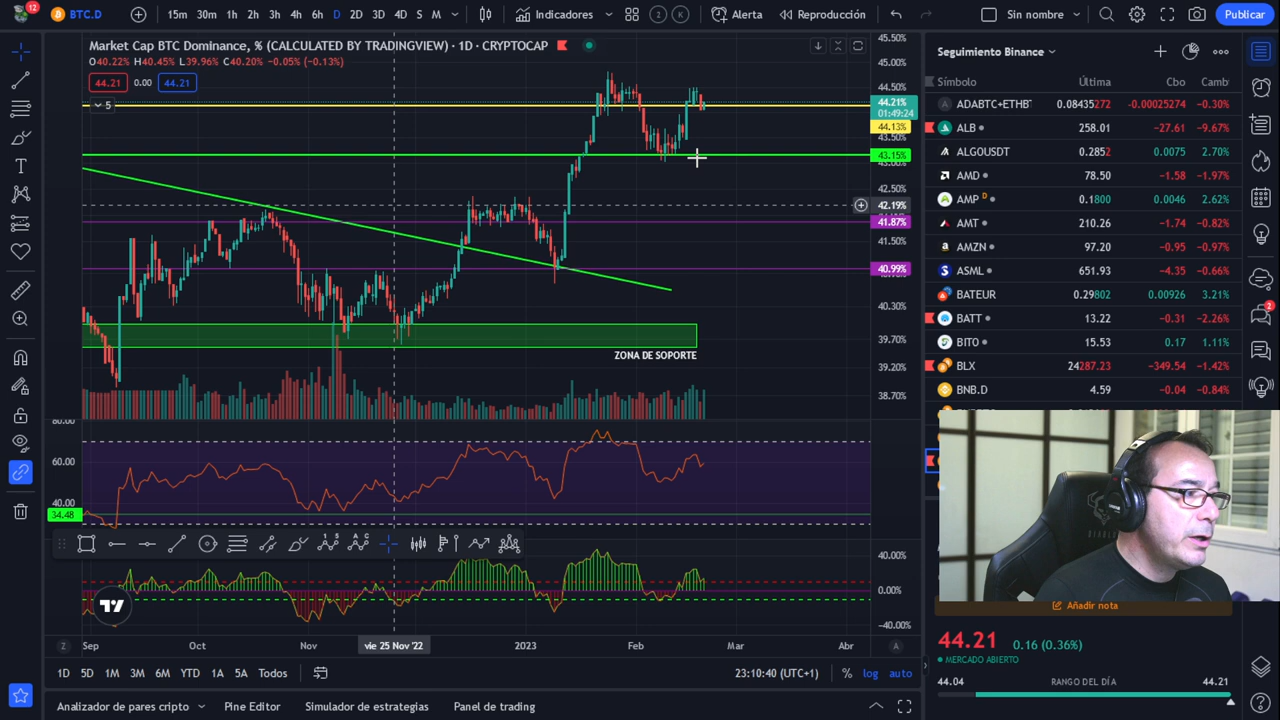 12
BTC.D
15m 30m 1h 2h 3h 4h 6h D 2D 3D 4D S M
Indicadores
2 K
Alerta
Reproducción
Sin nombre
Publicar
Market Cap BTC Dominance, % (CALCULATED BY TRADINGVIEW) · 1D · CRYPTOCAP
O40.22% H40.45% L39.96% C40.20% −0.05 (−0.13%)
44.21 0.00 44.21
5
45.50%
45.00%
44.50%
44.21%
01:49:24
44.13%
43.50%
43.15%
43.00%
42.50%
42.19%
41.87%
41.50%
40.99%
40.30%
39.70%
39.20%
38.70%
ZONA DE SOPORTE
80.00
60.00
40.00
34.48
40.00%
0.00%
−40.00%
Z Sep Oct Nov vie 25 Nov '22 2023 Feb Mar Abr A
1D 5D 1M 3M 6M YTD 1A 5A Todos
23:10:40 (UTC+1) % log auto
Analizador de pares cripto Pine Editor Simulador de estrategias Panel de trading
Seguimiento Binance
Símbolo Última Cbo Camb
ADABTC+ETHBT 0.08435272 −0.00025274 −0.30%
ALB 258.01 −27.61 −9.67%
ALGOUSDT 0.2852 0.0075 2.70%
AMD 78.50 −1.58 −1.97%
AMP D 0.1800 0.0046 2.62%
AMT 210.26 −1.74 −0.82%
AMZN 97.20 −0.95 −0.97%
ASML 651.93 −4.35 −0.66%
BATEUR 0.29802 0.00926 3.21%
BATT 13.22 −0.31 −2.26%
BITO 15.53 0.17 1.11%
BLX 24287.23 −349.54 −1.42%
BNB.D 4.59 −0.04 −0.84%
2
Añadir nota
44.21 0.16 (0.36%)
MERCADO ABIERTO
44.04 RANGO DEL DÍA 44.21